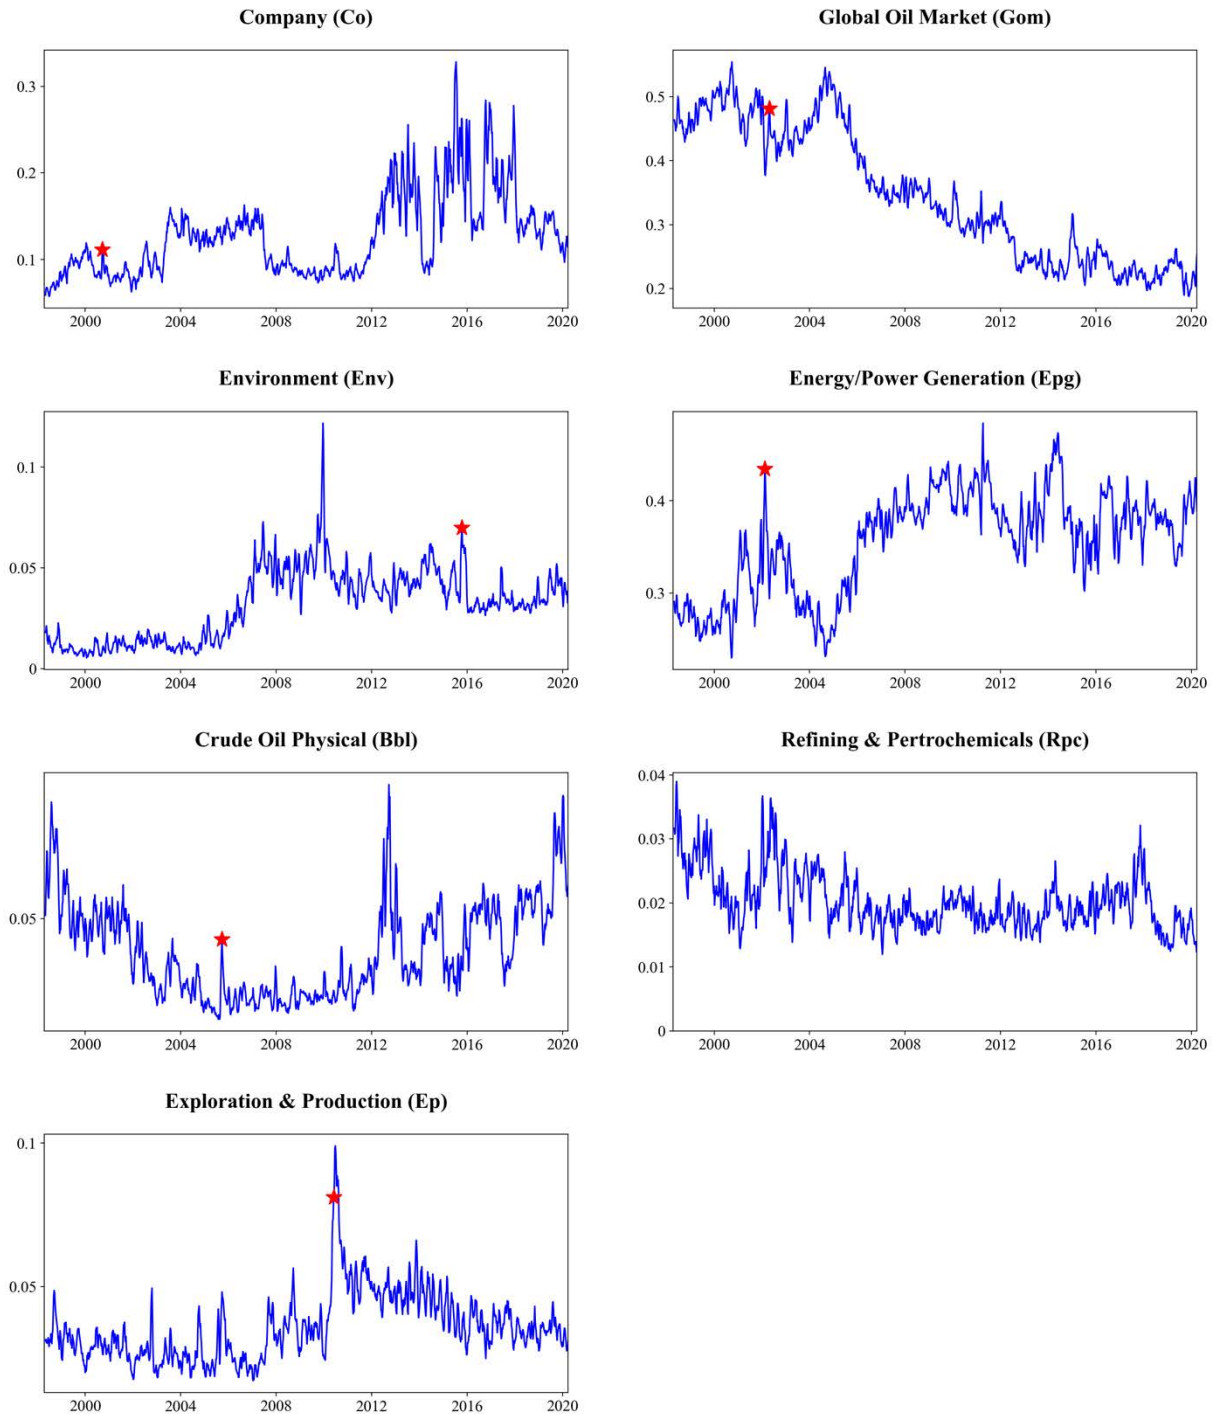 Company (Co)
0.3
0.2
0.1
2000 2004 2008 2012 2016 2020
Global Oil Market (Gom)
0.5
0.4
0.3
0.2
2000 2004 2008 2012 2016 2020
Environment (Env)
0.1
0.05
0
2000 2004 2008 2012 2016 2020
Energy/Power Generation (Epg)
0.4
0.3
2000 2004 2008 2012 2016 2020
Crude Oil Physical (Bbl)
0.05
2000 2004 2008 2012 2016 2020
Refining & Pertrochemicals (Rpc)
0.04
0.03
0.02
0.01
0
2000 2004 2008 2012 2016 2020
Exploration & Production (Ep)
0.1
0.05
2000 2004 2008 2012 2016 2020